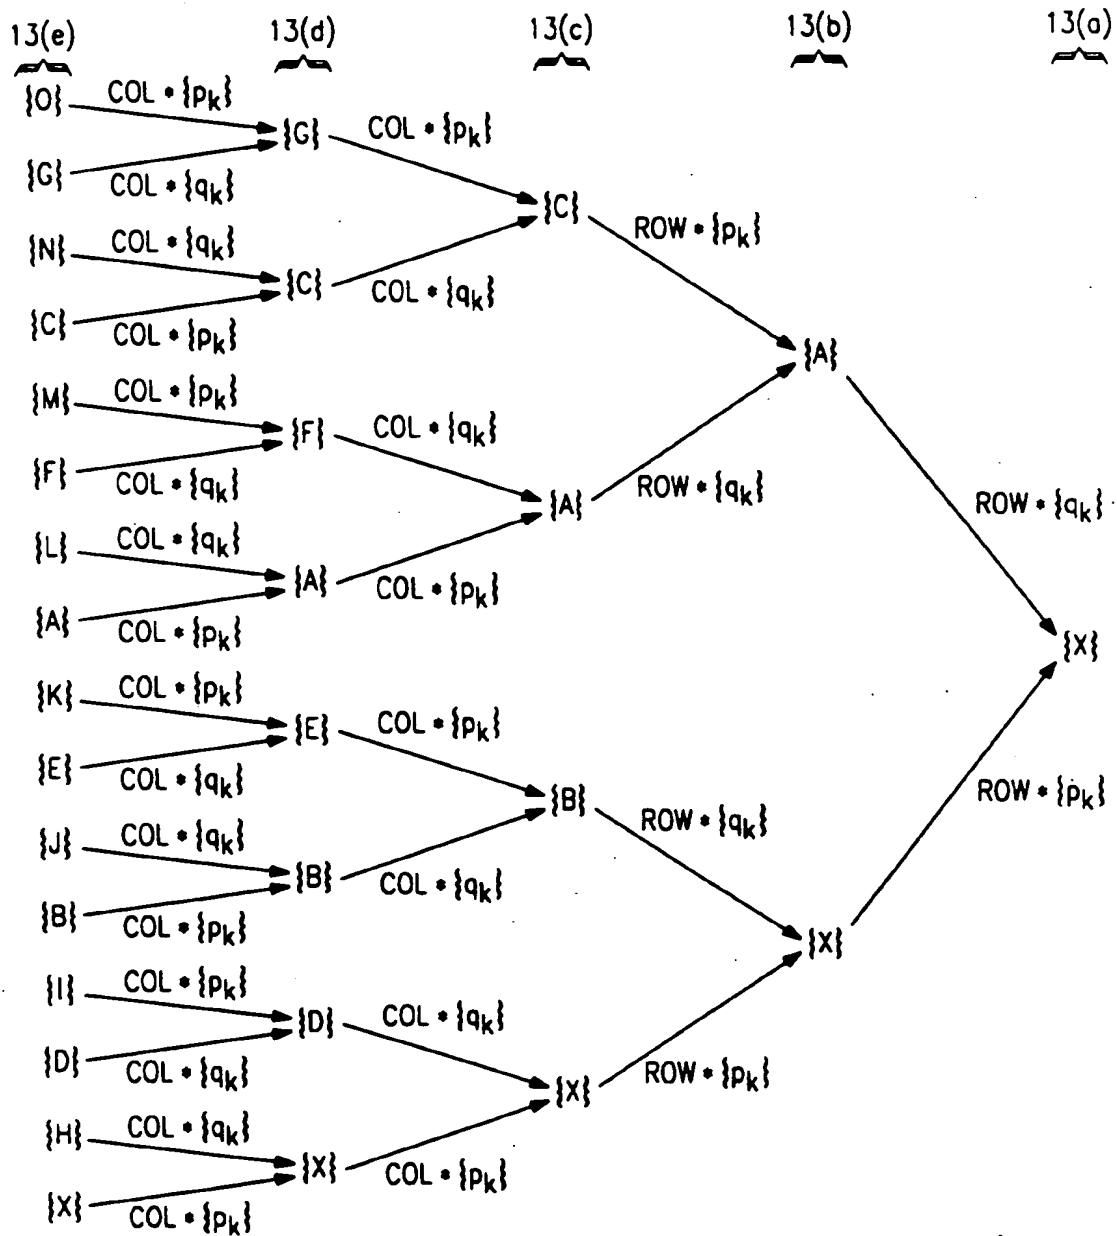 13(e) 13(d) 13(c) 13(b) 13(a)
{O} COL * {pk}
{G} COL * {pk}
{G} COL * {qk}
{C} ROW * {pk}
{N} COL * {qk}
{C} COL * {qk}
{C} COL * {pk}
{A}
{M} COL * {pk}
{F} COL * {qk}
{F} COL * {qk}
{A} ROW * {qk}
ROW * {qk}
{L} COL * {qk}
{A} COL * {pk}
{A} COL * {pk}
{X}
{K} COL * {pk}
{E} COL * {pk}
{E} COL * {qk}
{B} ROW * {qk}
ROW * {pk}
{J} COL * {qk}
{B} COL * {qk}
{B} COL * {pk}
{X}
{I} COL * {pk}
{D} COL * {qk}
{D} COL * {qk}
{X} ROW * {pk}
{H} COL * {qk}
{X} COL * {pk}
{X} COL * {pk}